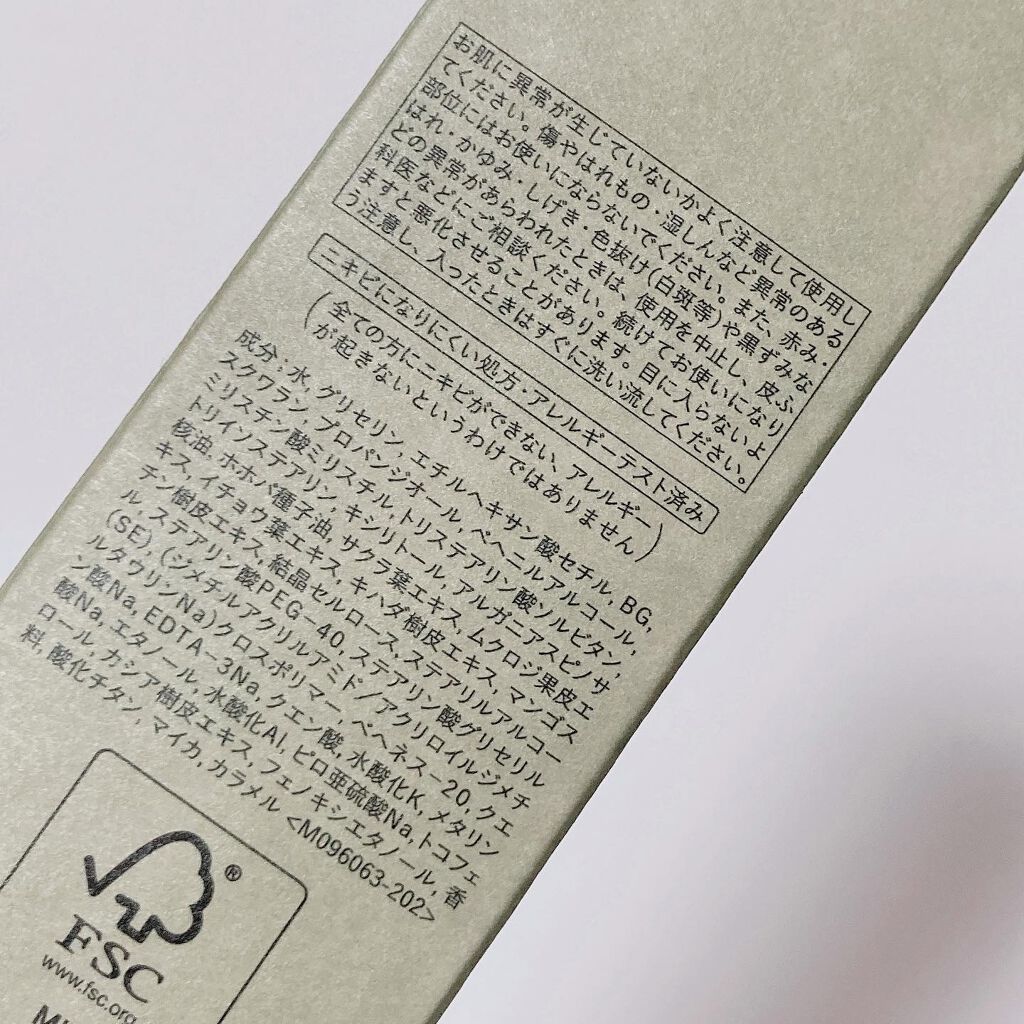 お肌に異常が生じていないかよく注意して使用し
てください。傷やはれもの・湿しんなど異常のある
部位にはお使いにならないでください。また、赤み・
はれ・かゆみ・しげき・色抜け(白斑等)や黒ずみな
どの異常があらわれたときは、使用を中止し、皮ふ
科医などにご相談ください。続けてお使いになり
ますと悪化させることがあります。目に入らないよ
う注意し、入ったときはすぐに洗い流してください。
ニキビになりにくい処方・アレルギーテスト済み
(全ての方にニキビができない、アレルギー
が起きないというわけではありません)
成分:水, グリセリン, エチルヘキサン酸セチル, BG,
スクワラン, プロパンジオール, ベヘニルアルコール,
ミリスチン酸ミリスチル, トリステアリン酸ソルビタン,
トリイソステアリン, キシリトール, アルガニアスピノサ
核油, ホホバ種子油, サクラ葉エキス, ムクロジ果皮エ
キス, イチョウ葉エキス, キハダ樹皮エキス, マンゴス
チン樹皮エキス, 結晶セルロース, ステアリルアルコー
ル, ステアリン酸PEG-40, ステアリン酸グリセリル
(SE), (ジメチルアクリルアミド/アクリロイルジメチ
ルタウリンNa)クロスポリマー, ベヘネス-20, クエ
ン酸Na, EDTA-3Na, クエン酸, 水酸化K, メタリン
酸Na, エタノール, 水酸化Al, ピロ亜硫酸Na, トコフェ
ロール, カシア樹皮エキス, フェノキシエタノール, 香
料, 酸化チタン, マイカ, カラメル <M096063-202>
®
FSC
www.fsc.org